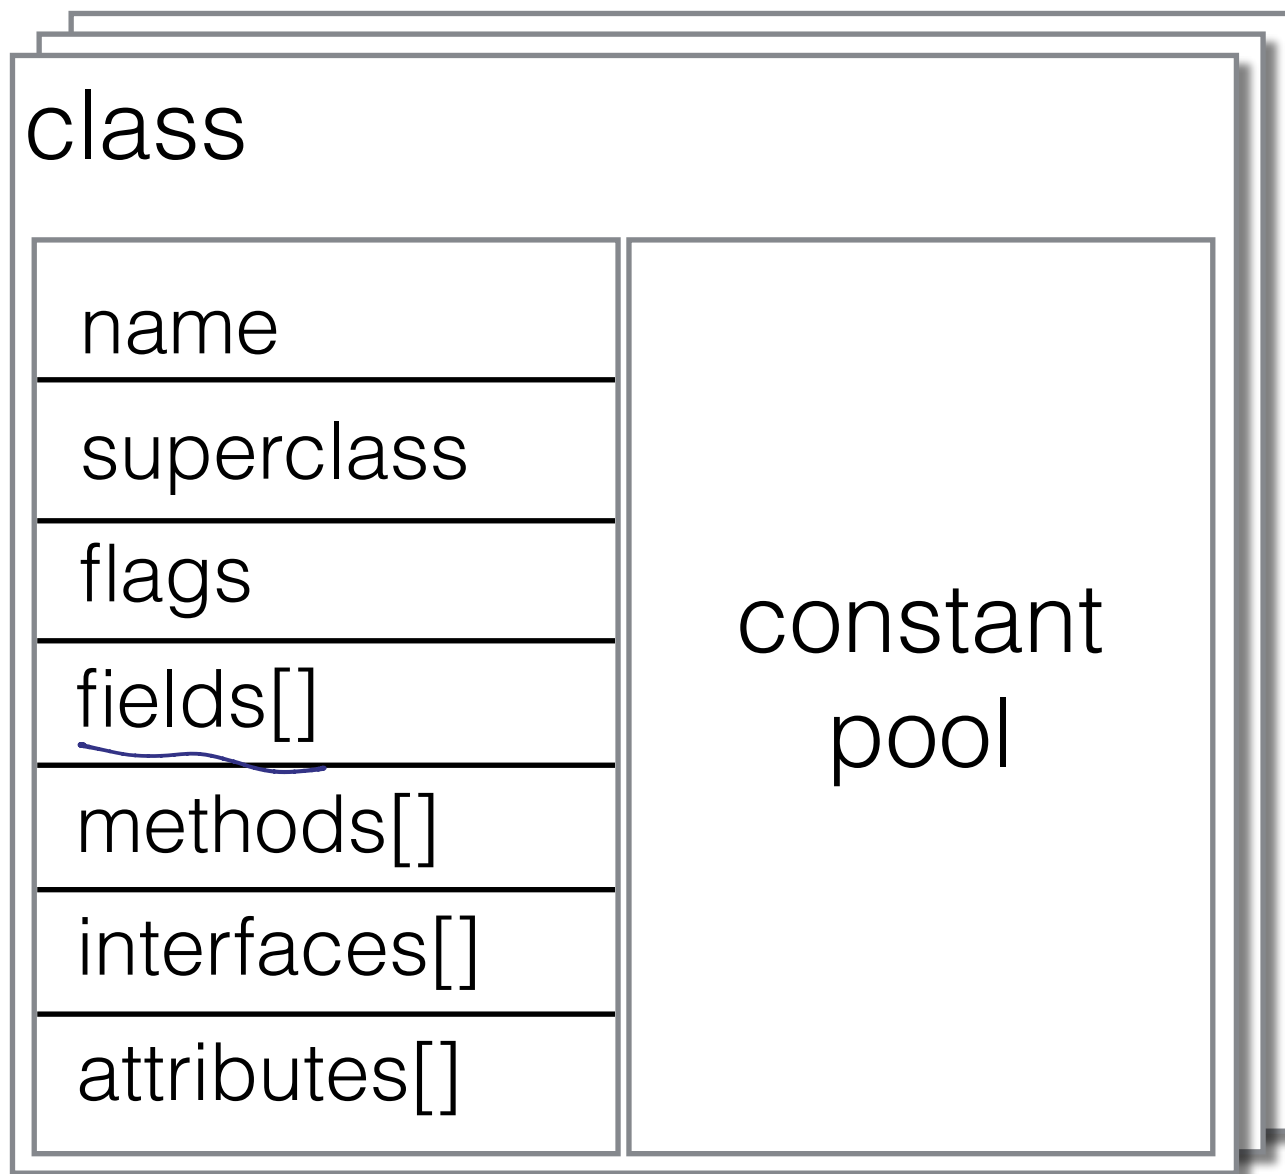 class
name
superclass
flags
fields[]
methods[]
interfaces[]
attributes[]
constant
pool